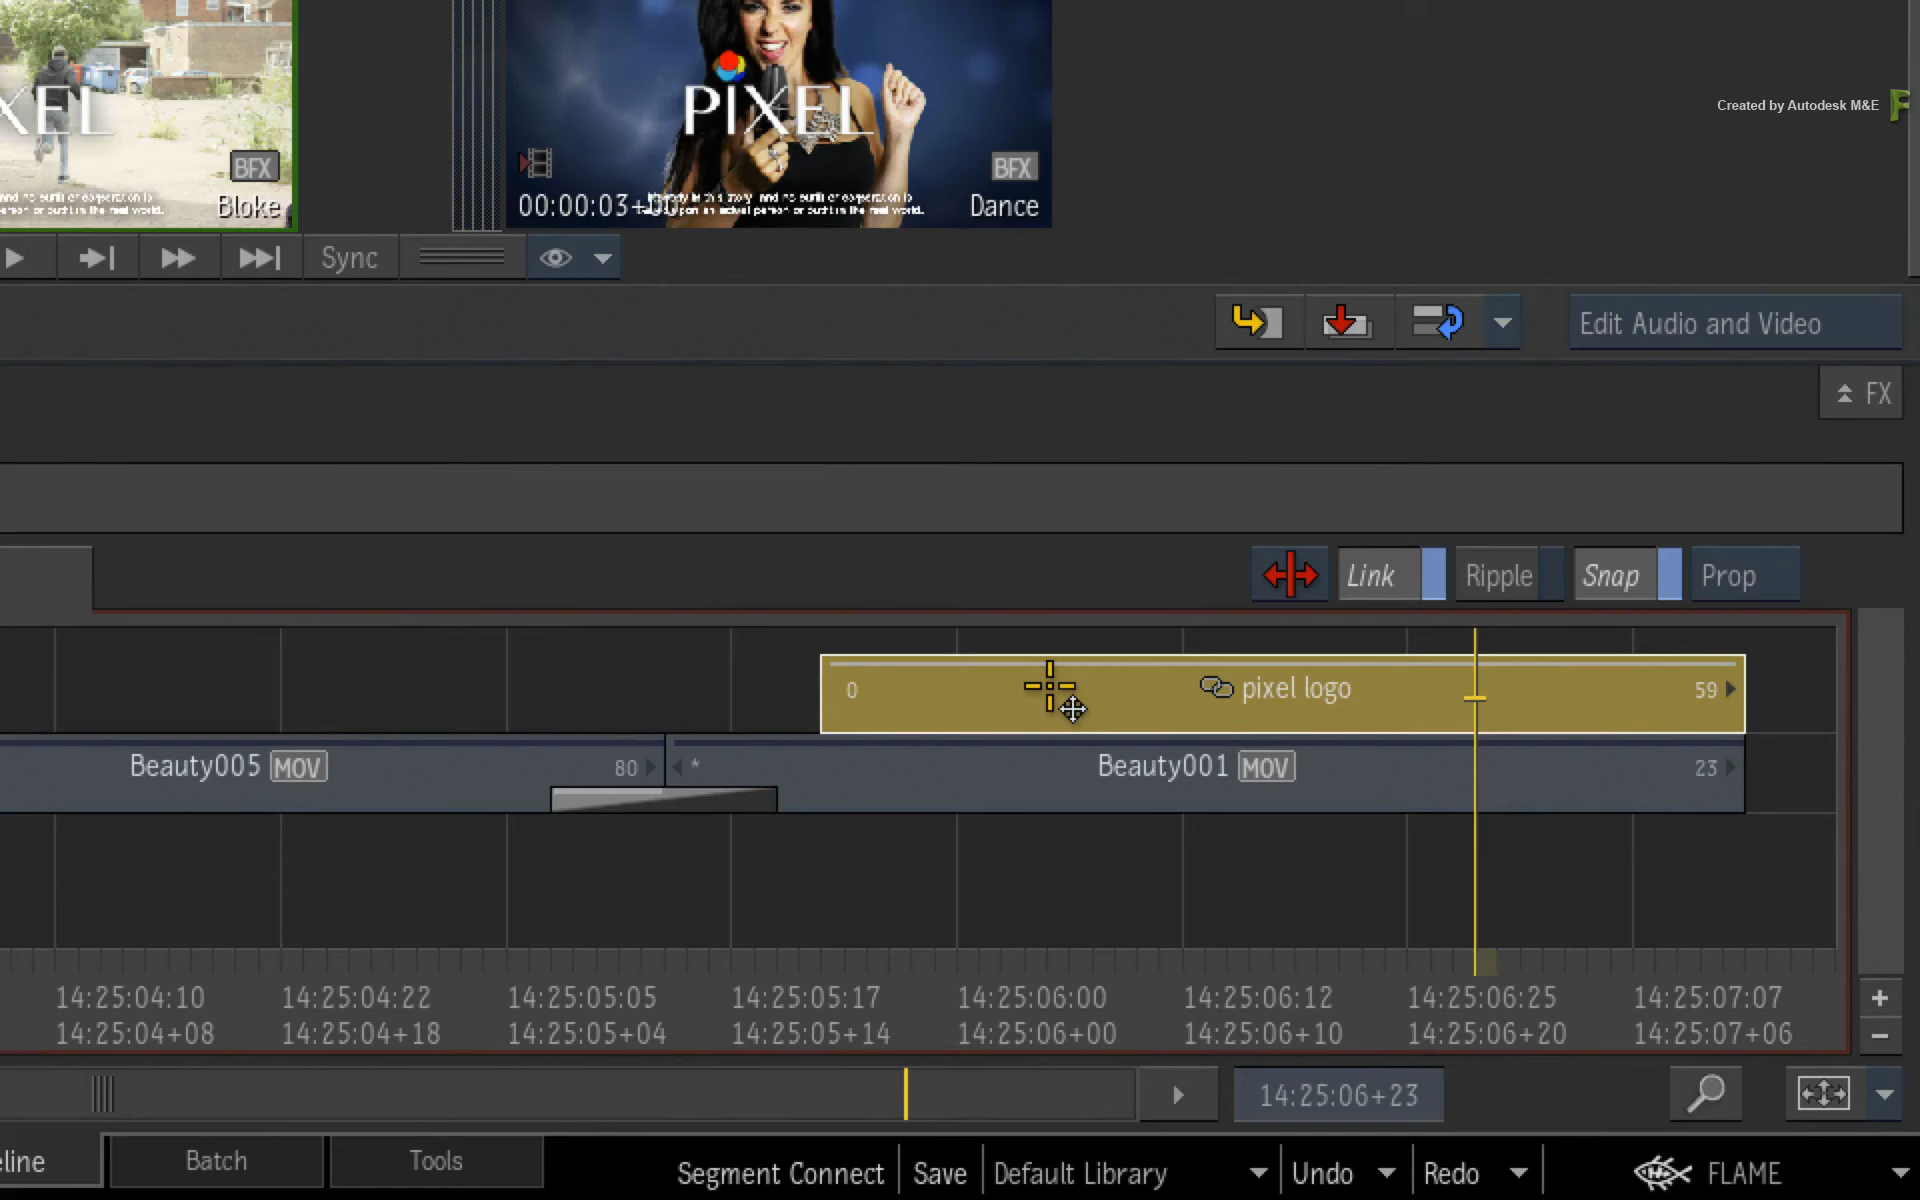 XEL
BFX
Bloke
PIXEL
BFX
00:00:03+00
Dance
Created by Autodesk M&E
Sync
Edit Audio and Video
FX
Link
Ripple
Snap
Prop
0
pixel logo
59
Beauty005 MOV
80
*
Beauty001 MOV
23
14:25:04:10 14:25:04:22 14:25:05:05 14:25:05:17 14:25:06:00 14:25:06:12 14:25:06:25 14:25:07:07
14:25:04+08 14:25:04+18 14:25:05+04 14:25:05+14 14:25:06+00 14:25:06+10 14:25:06+20 14:25:07+06
+
−
14:25:06+23
eline
Batch
Tools
Segment Connect
Save
Default Library
Undo
Redo
FLAME